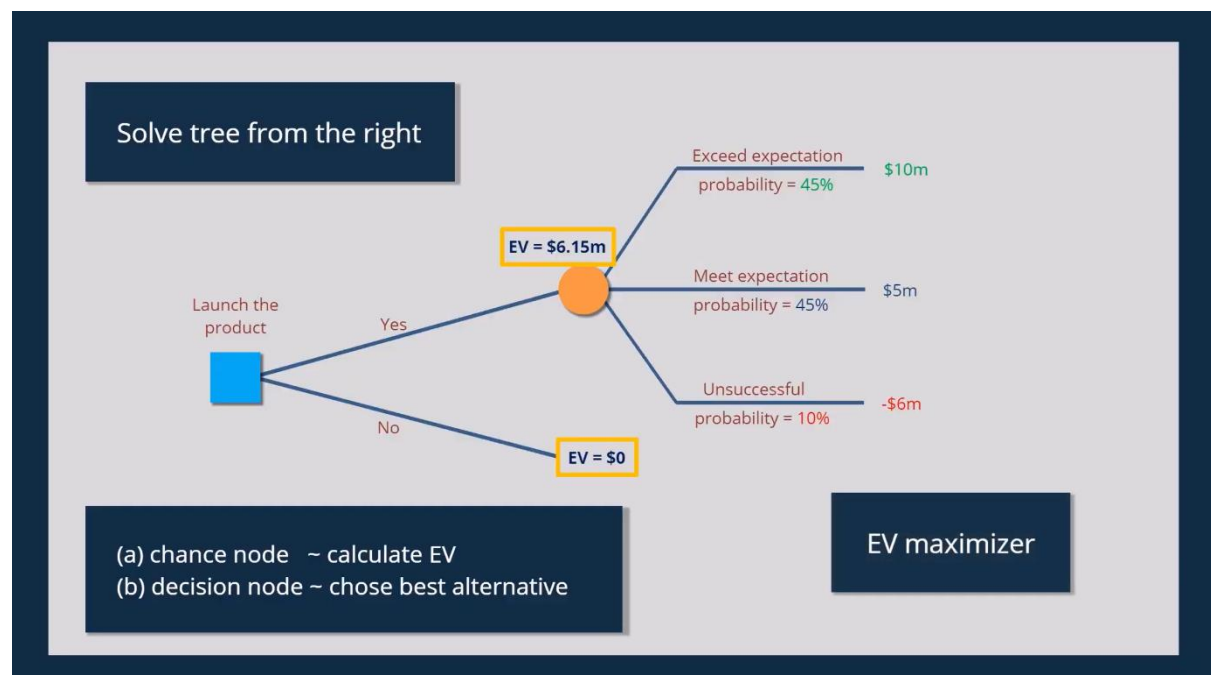 Solve tree from the right
Exceed expectation
probability = 45%
$10m
EV = $6.15m
Meet expectation
probability = 45%
$5m
Launch the
product
Yes
Unsuccessful
probability = 10%
-$6m
No
EV = $0
(a) chance node ~ calculate EV
(b) decision node ~ chose best alternative
EV maximizer